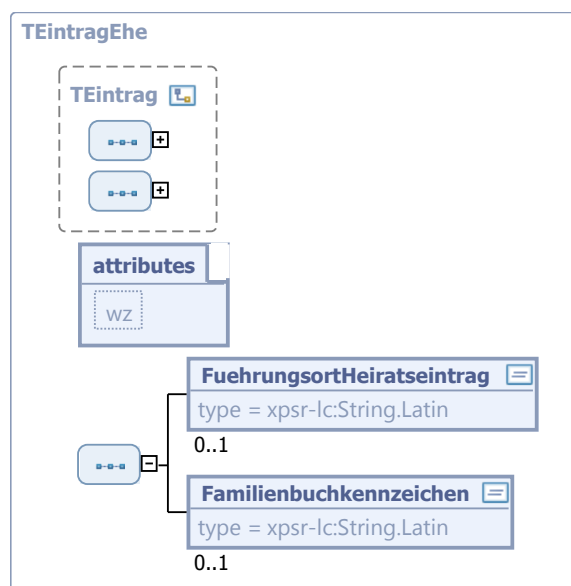 TEintragEhe
TEintrag
attributes
wz
FuehrungsortHeiratseintrag
type = xpsr-lc:String.Latin
0..1
Familienbuchkennzeichen
type = xpsr-lc:String.Latin
0..1